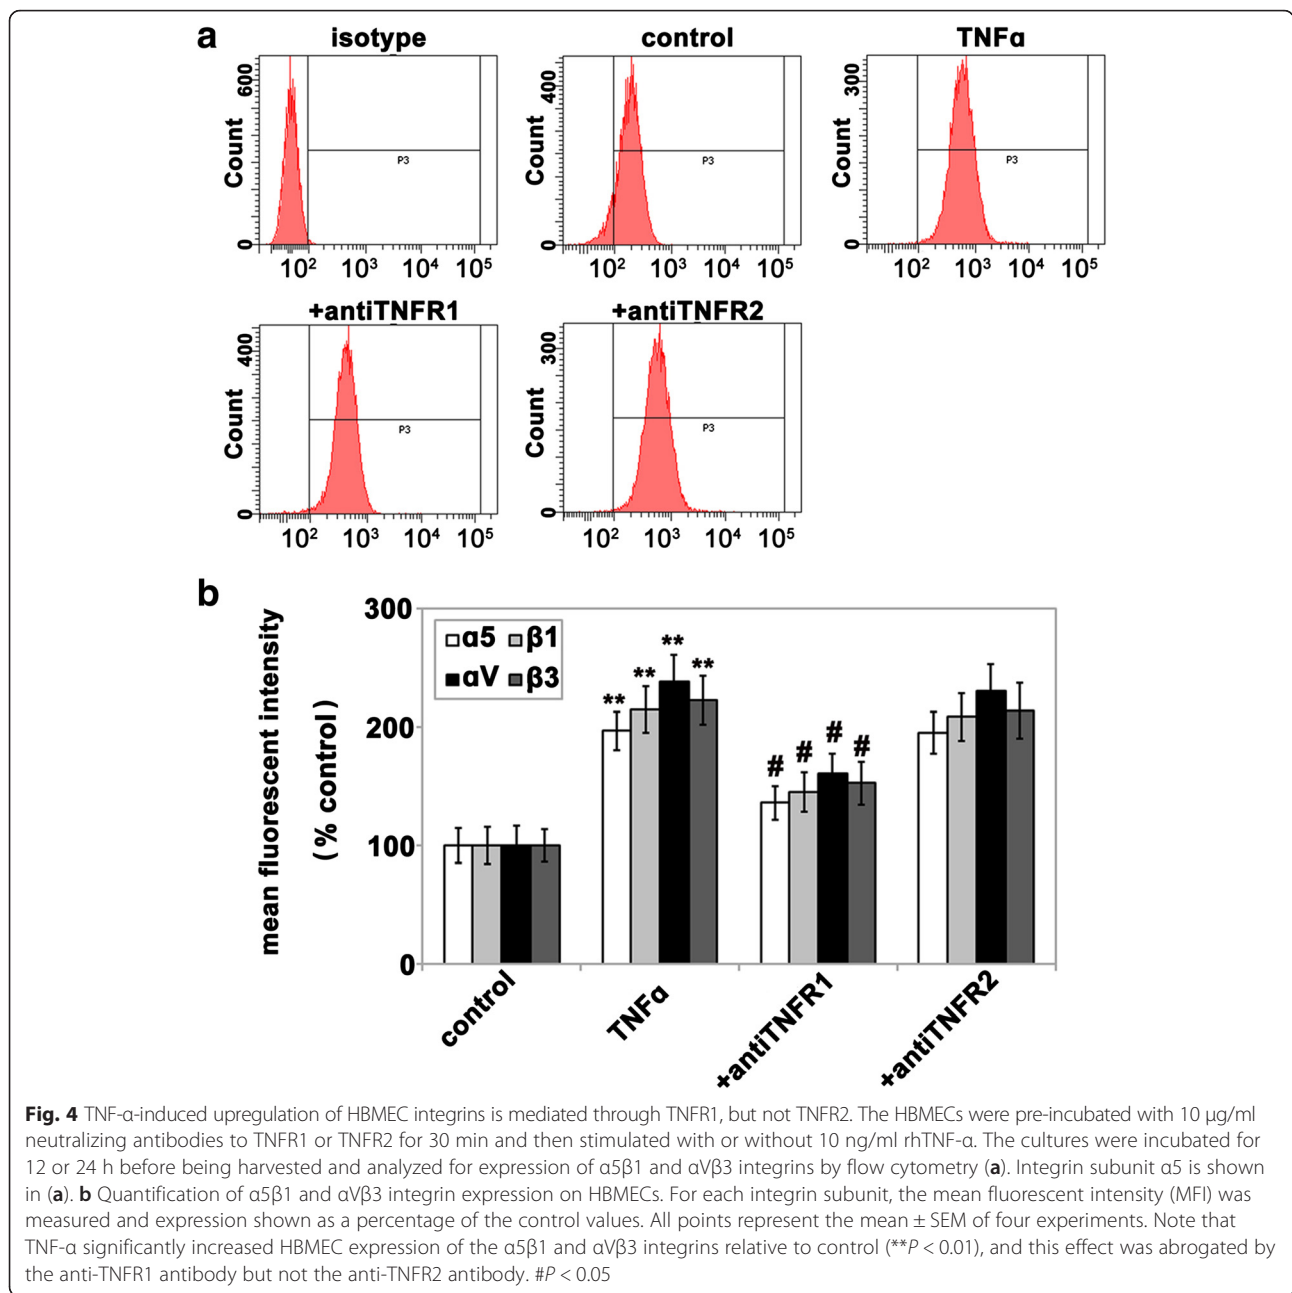 a
isotype
control
TNFα
600
Count
0
P3
10² 10³ 10⁴ 10⁵
400
Count
0
P3
10² 10³ 10⁴ 10⁵
300
Count
0
P3
10² 10³ 10⁴ 10⁵
+antiTNFR1
+antiTNFR2
400
Count
0
P3
10² 10³ 10⁴ 10⁵
300
Count
0
P3
10² 10³ 10⁴ 10⁵
b
mean fluorescent intensity
(% control)
300
200
100
0
α5 β1
αV β3
** ** ** **
# # # #
control
TNFα
+antiTNFR1
+antiTNFR2
Fig. 4 TNF-α-induced upregulation of HBMEC integrins is mediated through TNFR1, but not TNFR2. The HBMECs were pre-incubated with 10 μg/ml
neutralizing antibodies to TNFR1 or TNFR2 for 30 min and then stimulated with or without 10 ng/ml rhTNF-α. The cultures were incubated for
12 or 24 h before being harvested and analyzed for expression of α5β1 and αVβ3 integrins by flow cytometry (a). Integrin subunit α5 is shown
in (a). b Quantification of α5β1 and αVβ3 integrin expression on HBMECs. For each integrin subunit, the mean fluorescent intensity (MFI) was
measured and expression shown as a percentage of the control values. All points represent the mean ± SEM of four experiments. Note that
TNF-α significantly increased HBMEC expression of the α5β1 and αVβ3 integrins relative to control (**P < 0.01), and this effect was abrogated by
the anti-TNFR1 antibody but not the anti-TNFR2 antibody. #P < 0.05